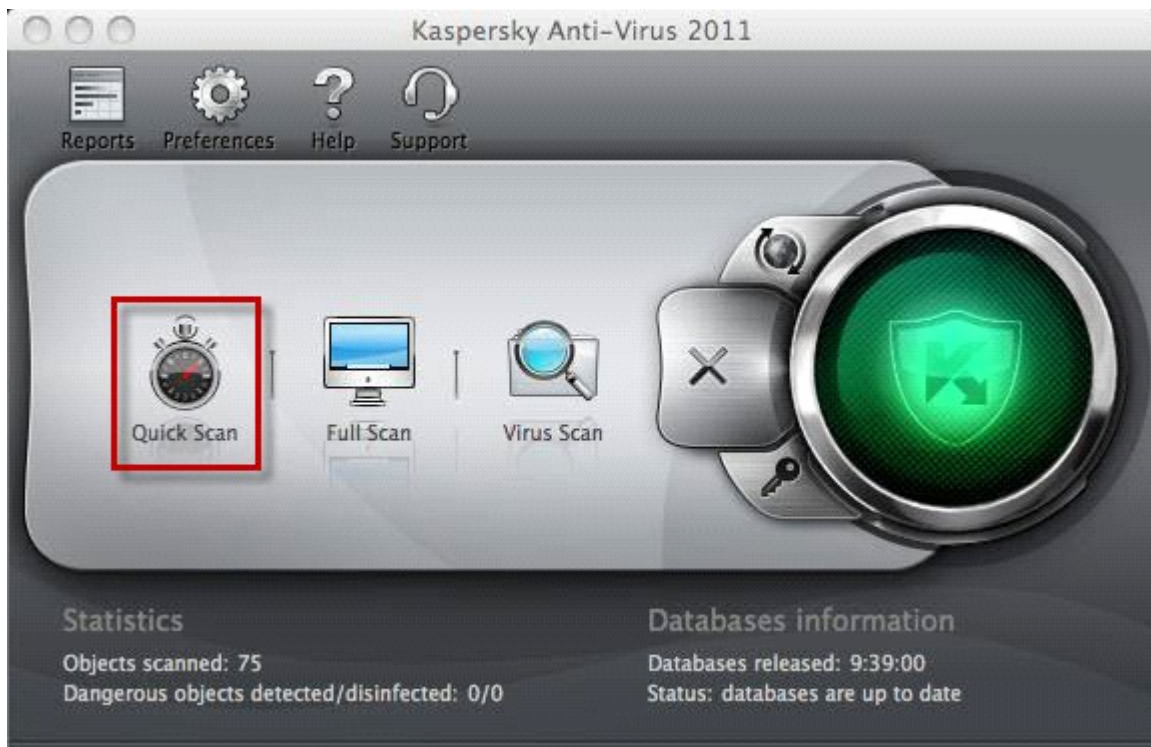 Kaspersky Anti-Virus 2011
Reports Preferences Help Support
Quick Scan Full Scan Virus Scan
Statistics
Objects scanned: 75
Dangerous objects detected/disinfected: 0/0
Databases information
Databases released: 9:39:00
Status: databases are up to date